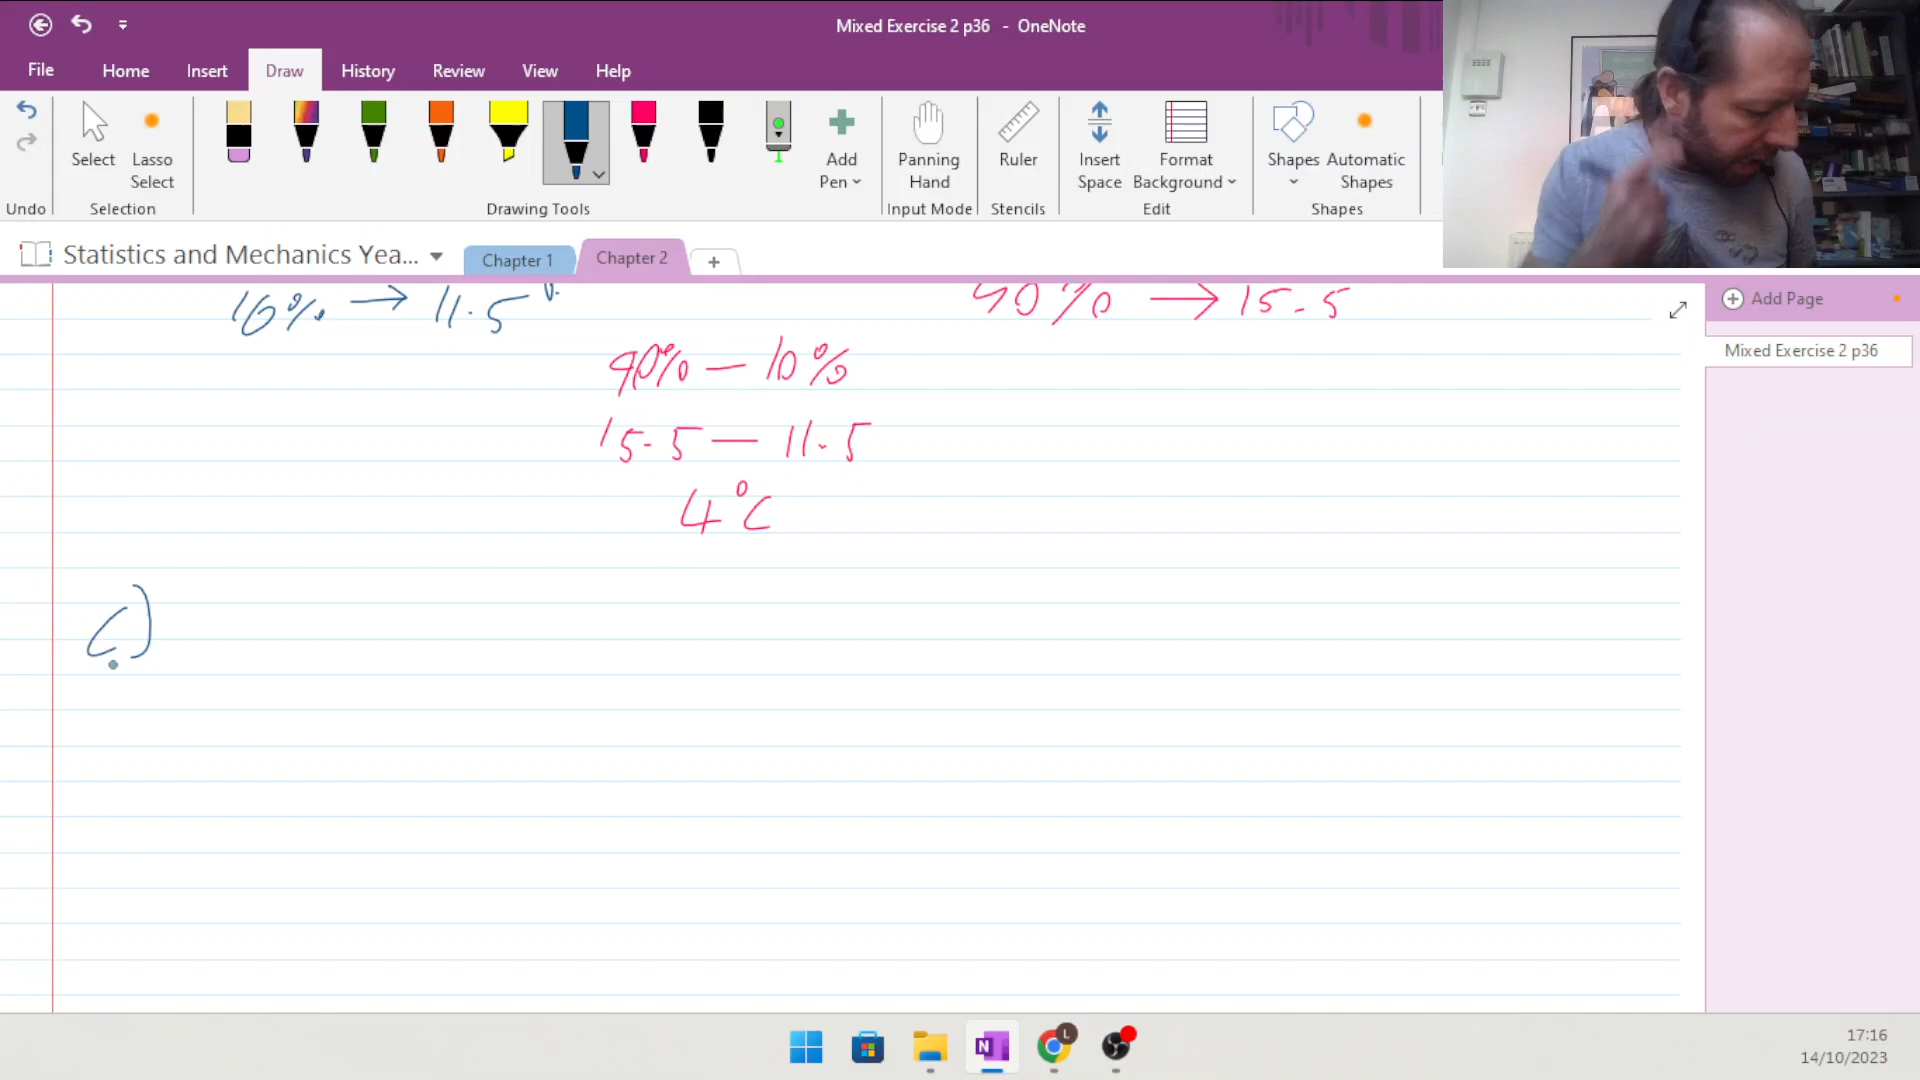 Mixed Exercise 2 p36 - OneNote
File Home Insert Draw History Review View Help
Select Lasso Select Add Pen Panning Hand Ruler Insert Space Format Background Shapes Automatic Shapes
Undo Selection Drawing Tools Input Mode Stencils Edit Shapes
Statistics and Mechanics Yea... Chapter 1 Chapter 2 +
Add Page
Mixed Exercise 2 p36
10% → 11.5
90% → 15.5
90% — 10%
15.5 — 11.5
4°C
c)
L
17:16
14/10/2023